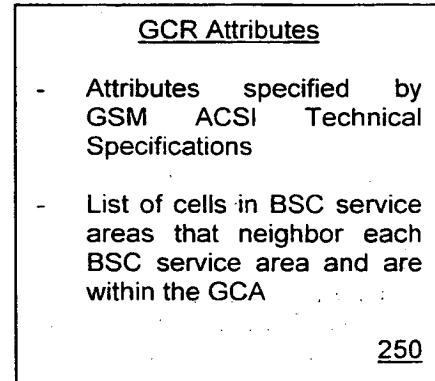 GCR Attributes
- Attributes specified by
GSM ACSI Technical
Specifications
- List of cells in BSC service
areas that neighbor each
BSC service area and are
within the GCA
250